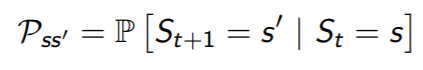 𝒫ₛₛ′ = ℙ [Sₜ₊₁ = s′ | Sₜ = s]